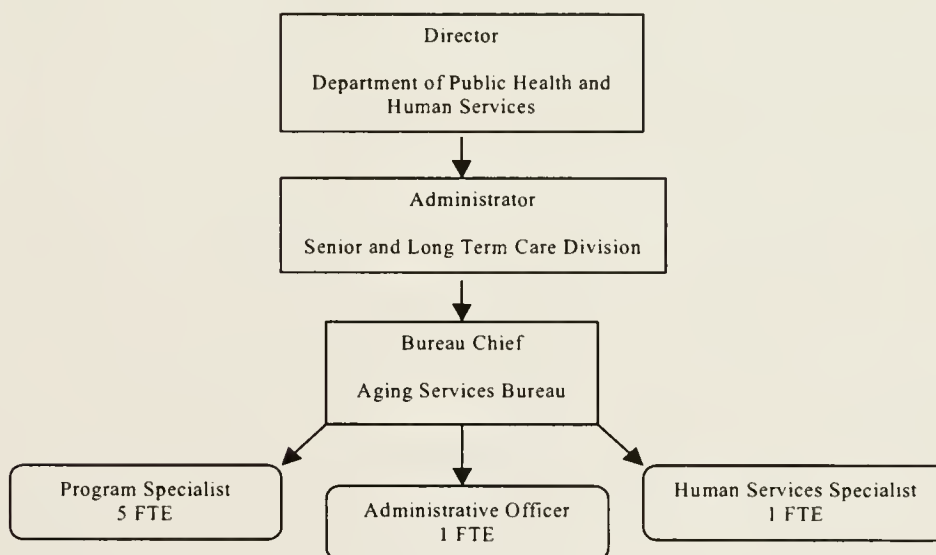 Director
Department of Public Health and
Human Services
Administrator
Senior and Long Term Care Division
Bureau Chief
Aging Services Bureau
Program Specialist
5 FTE
Administrative Officer
1 FTE
Human Services Specialist
1 FTE